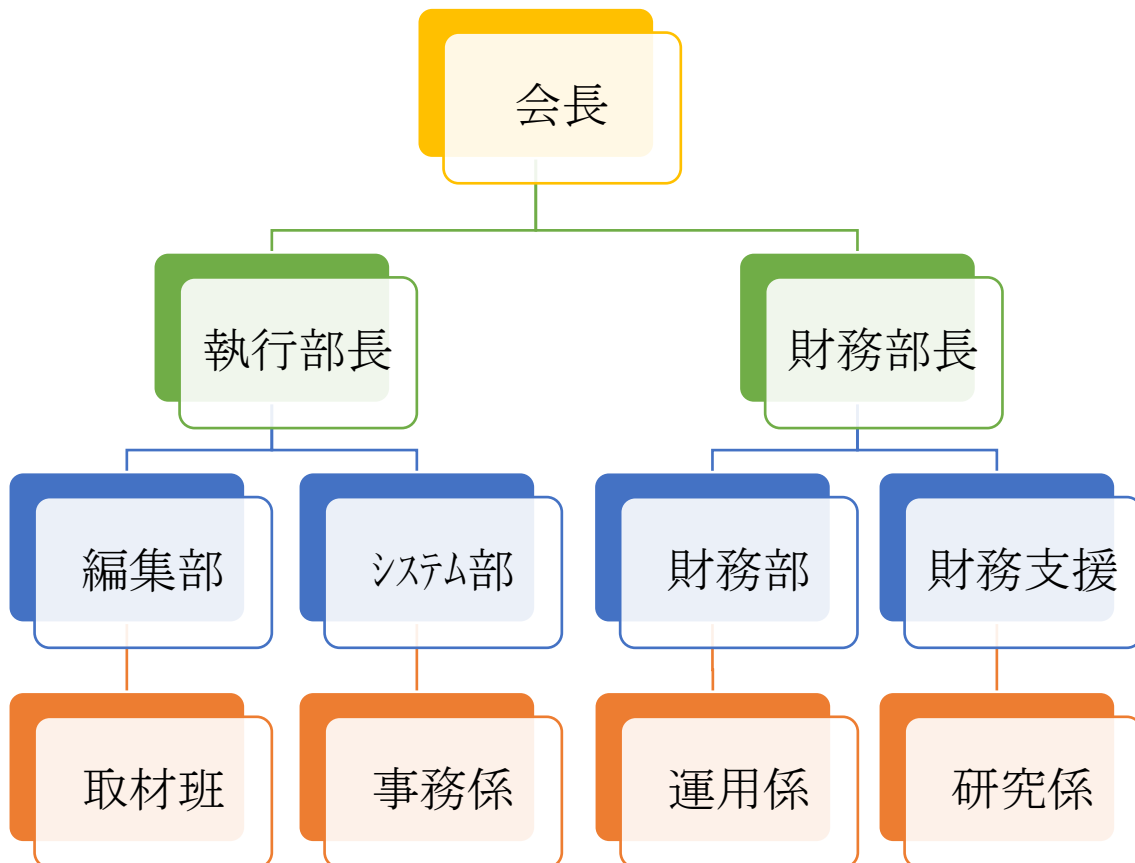 会長
執行部長
財務部長
編集部
ｼｽﾃﾑ部
財務部
財務支援
取材班
事務係
運用係
研究係